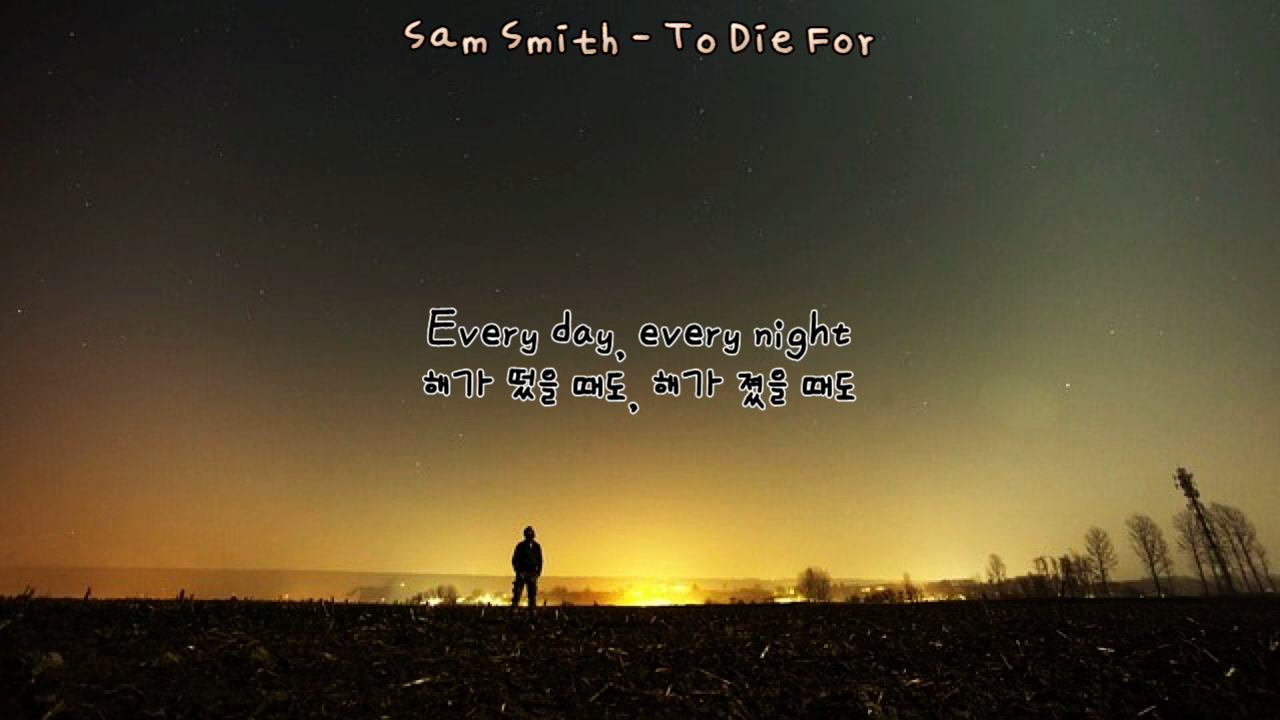 Sam Smith - To Die For
Every day, every night
해가 떴을 때도, 해가 졌을 때도